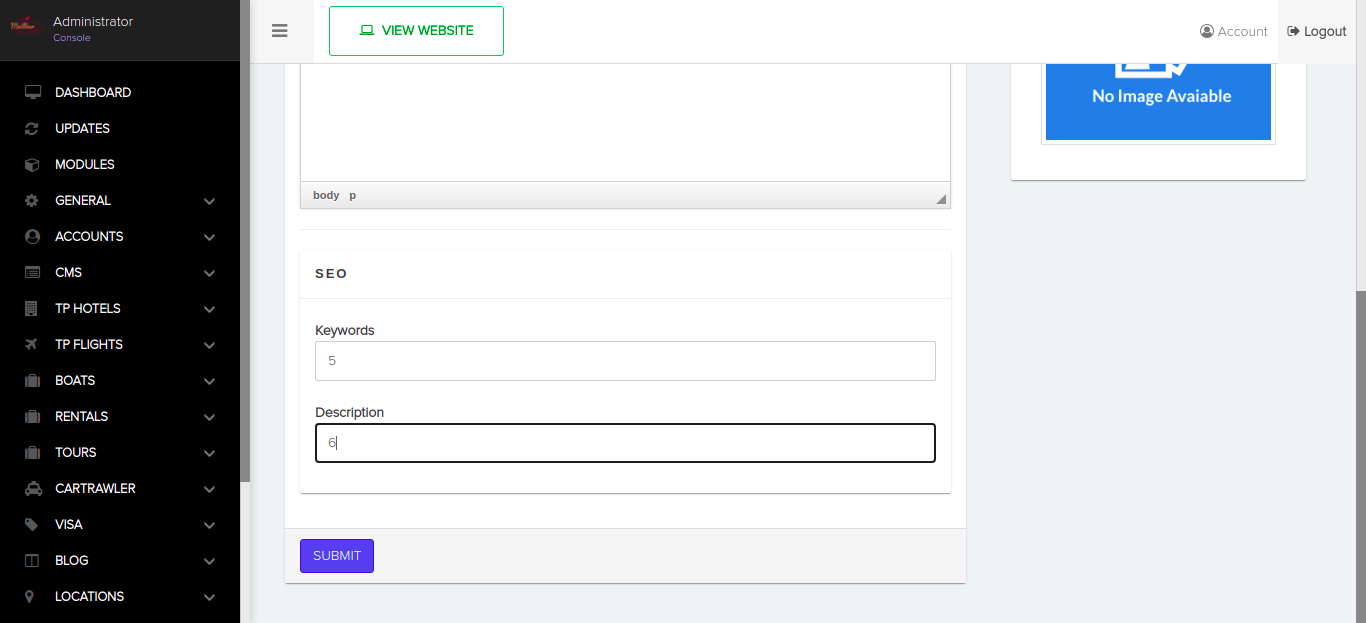 Administrator
Console
DASHBOARD
UPDATES
MODULES
GENERAL
ACCOUNTS
CMS
TP HOTELS
TP FLIGHTS
BOATS
RENTALS
TOURS
CARTRAWLER
VISA
BLOG
LOCATIONS
VIEW WEBSITE
Account
Logout
body p
SEO
Keywords
5
Description
6
SUBMIT
No Image Avaiable